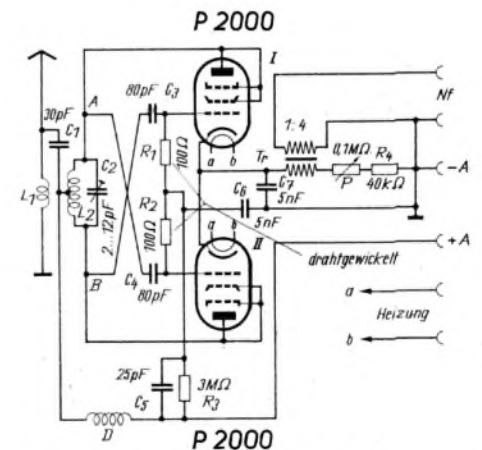 P 2000
I
30pF
C1
A
80pF
C3
1:4
Nf
R1
100Ω
a b
Tr
0,1MΩ
R4
P
40kΩ
-A
C2
L1
L2
2...12pF
R2
100Ω
C6
5nF
C7
5nF
II
+A
B
C4
80pF
a b
drahtgewickelt
a
Heizung
b
25pF
C5
3MΩ
R3
D
P 2000